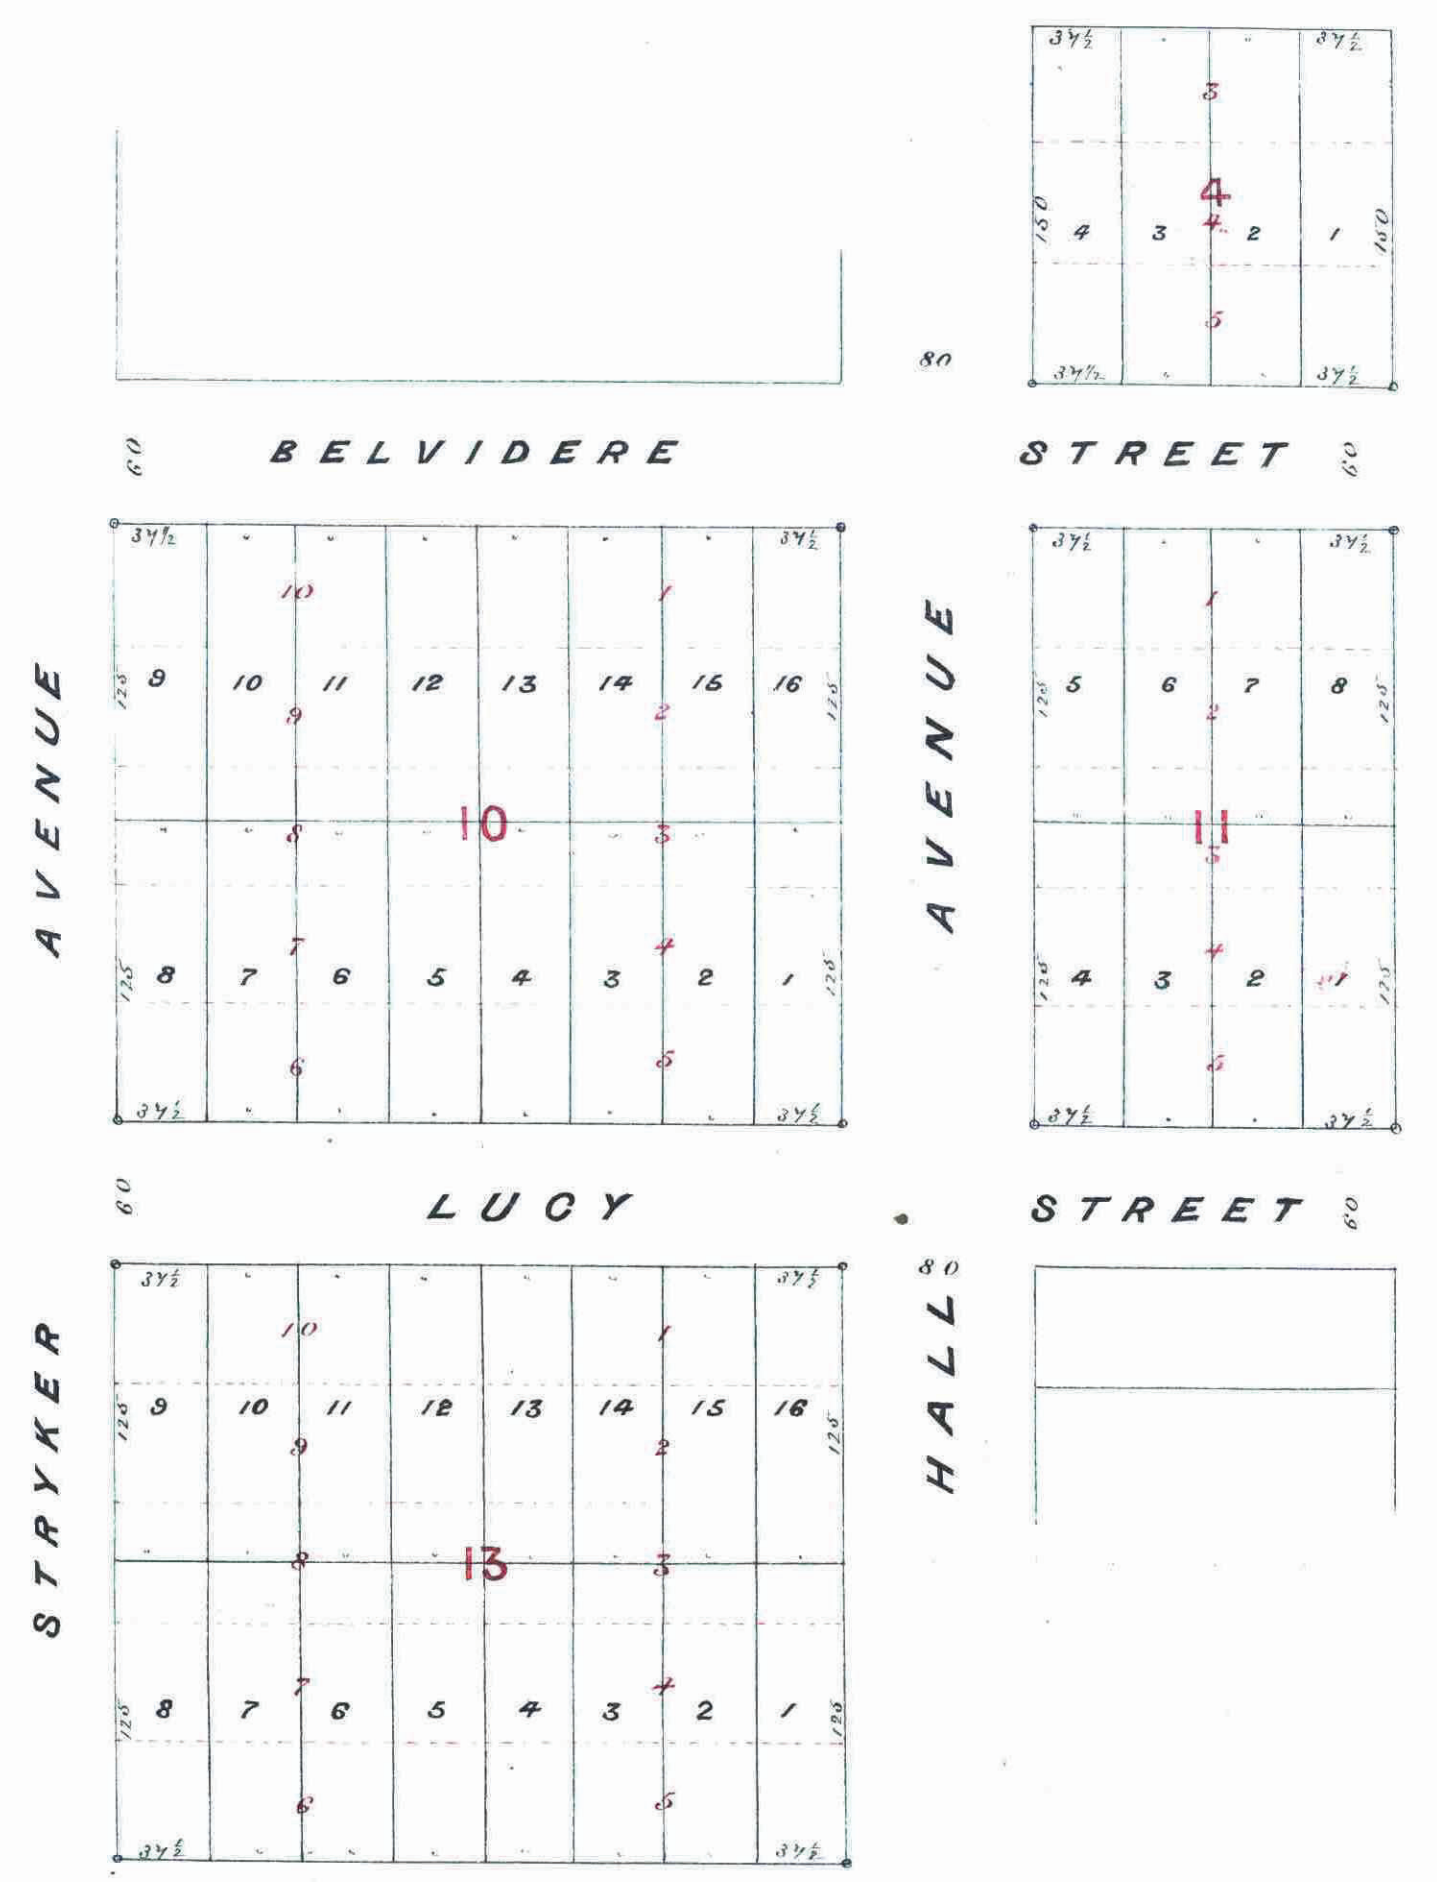 37½ " " 37½
3
4
150 4 3 4 " 2 1 150
5
80
37½ " " 37½
60 BELVIDERE STREET 60
37½ " " " " " " 37½
10 1
125 9 10 11 12 13 14 15 16 125
9 2
10
" " 8 " " " 3 " "
7 4
125 8 7 6 5 4 3 2 1 125
6 5
37½ " " " " " " 37½
AVENUE
AVENUE
37½ " " 37½
1
125 5 6 7 8 125
2
11
" " " "
3
4
125 4 3 2 1 125
5
37½ " " 37½
60 LUCY STREET 60
37½ " " " " " " 37½
10 1
125 9 10 11 12 13 14 15 16 125
9 2
13
" " 8 " " " " 3 " "
7 4
125 8 7 6 5 4 3 2 1 125
6 5
37½ " " " " " " 37½
STRYKER
80
HALL